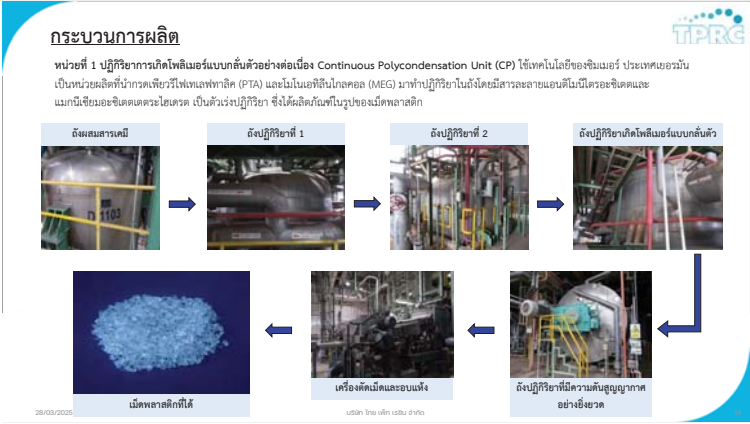 TPRC
กระบวนการผลิต
หน่วยที่ 1 ปฏิกิริยาการเกิดโพลิเมอร์แบบกลั่นตัวอย่างต่อเนื่อง Continuous Polycondensation Unit (CP) ใช้เทคโนโลยีของซิมเมอร์ ประเทศเยอรมัน
เป็นหน่วยผลิตที่นำกรดเพียวริไฟเทเลฟทาลิค (PTA) และโมโนเอทิลีนไกลคอล (MEG) มาทำปฏิกิริยาในถังโดยมีสารละลายแอนติโมนีไตรอะซิเตตและ
แมกนีเซียมอะซิเตตเตตระไฮเดรต เป็นตัวเร่งปฏิกิริยา ซึ่งได้ผลิตภัณฑ์ในรูปของเม็ดพลาสติก
ถังผสมสารเคมี
ถังปฏิกิริยาที่ 1
ถังปฏิกิริยาที่ 2
ถังปฏิกิริยาเกิดโพลีเมอร์แบบกลั่นตัว
D 1103
เม็ดพลาสติกที่ได้
เครื่องตัดเม็ดและอบแห้ง
ถังปฏิกิริยาที่มีความดันสูญญากาศ
อย่างยิ่งยวด
28/03/2025
บริษัท ไทย เพ็ท เรซิน จำกัด